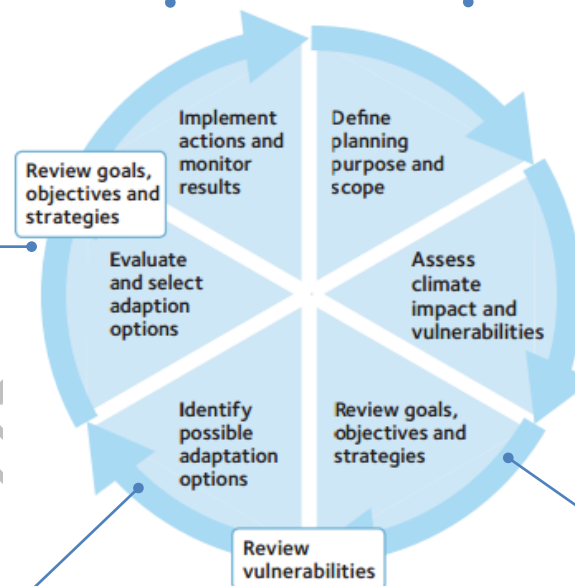 Implement
actions and
monitor
results
Define
planning
purpose and
scope
Review goals,
objectives and
strategies
Evaluate
and select
adaption
options
Assess
climate
impact and
vulnerabilities
Identify
possible
adaptation
options
Review goals,
objectives and
strategies
Review
vulnerabilities